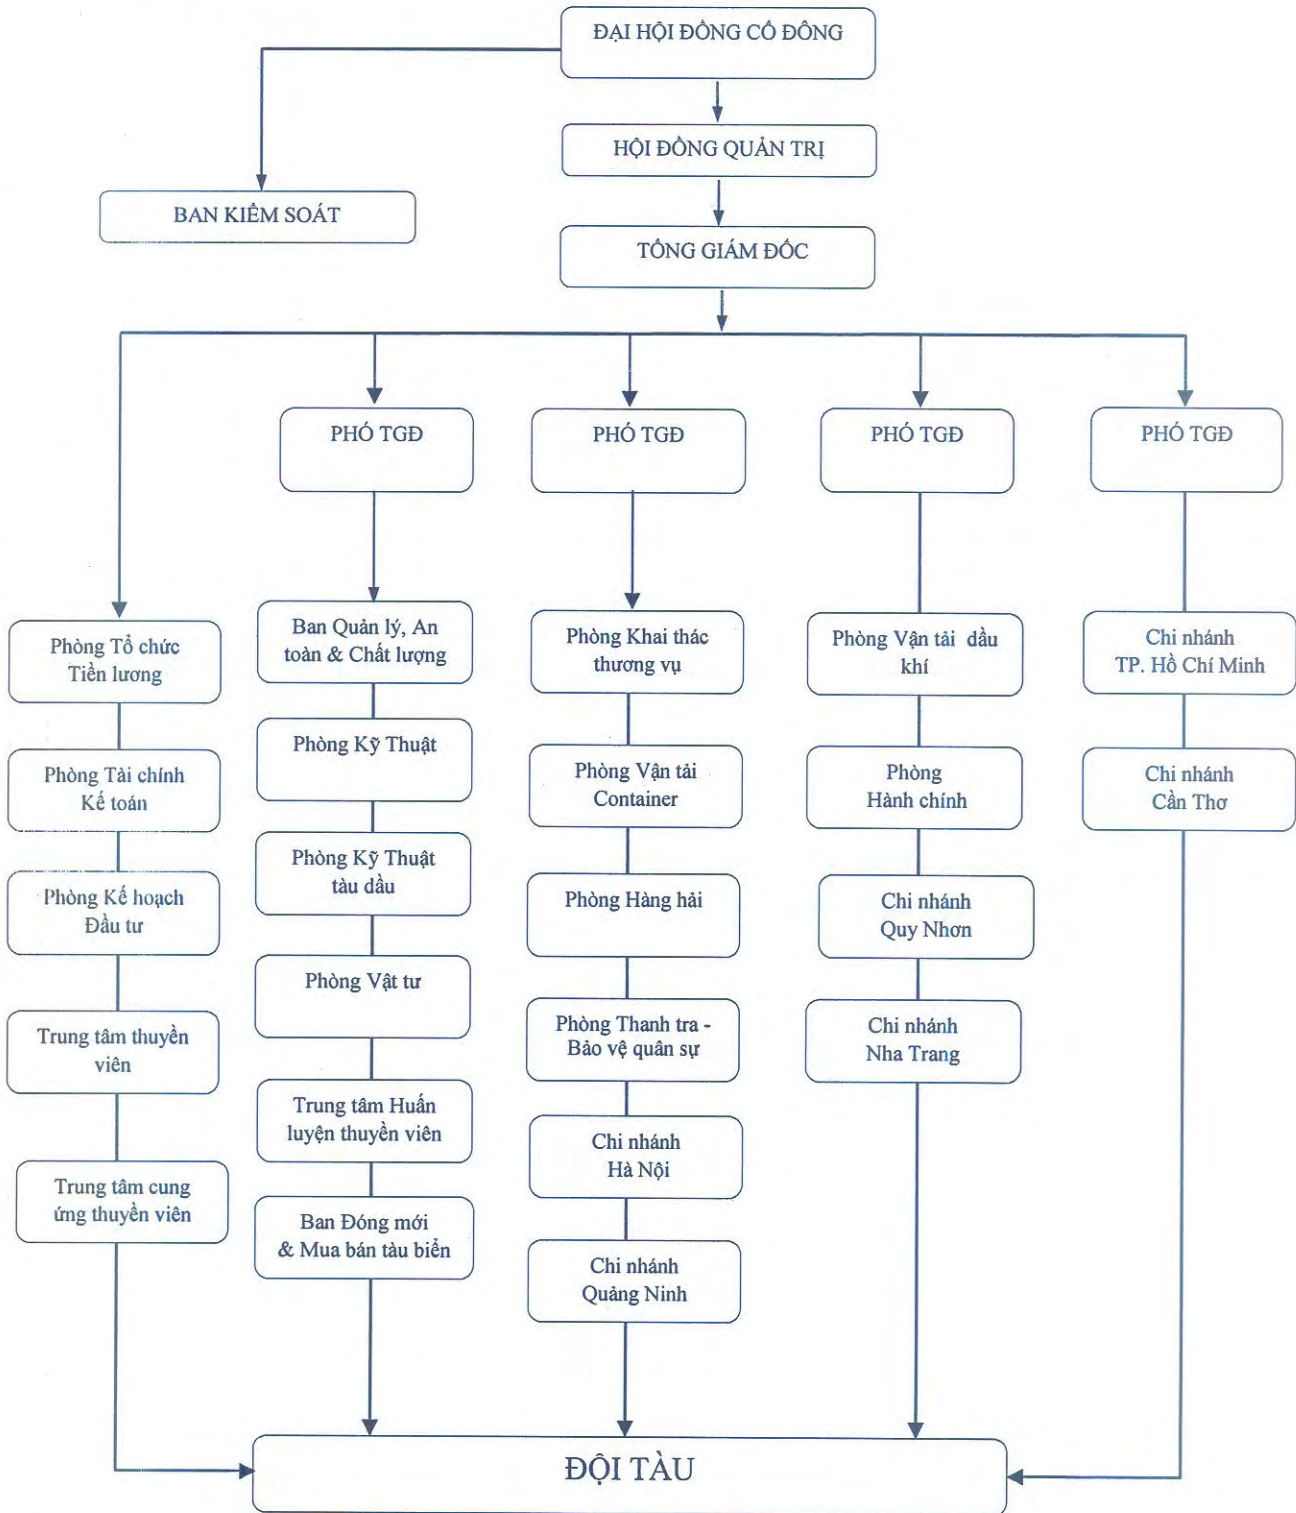 ĐẠI HỘI ĐỒNG CỔ ĐÔNG
HỘI ĐỒNG QUẢN TRỊ
BAN KIỂM SOÁT
TỔNG GIÁM ĐỐC
PHÓ TGĐ
PHÓ TGĐ
PHÓ TGĐ
PHÓ TGĐ
Phòng Tổ chức
Tiền lương
Phòng Tài chính
Kế toán
Phòng Kế hoạch
Đầu tư
Trung tâm thuyền
viên
Trung tâm cung
ứng thuyền viên
Ban Quản lý, An
toàn & Chất lượng
Phòng Kỹ Thuật
Phòng Kỹ Thuật
tàu dầu
Phòng Vật tư
Trung tâm Huấn
luyện thuyền viên
Ban Đóng mới
& Mua bán tàu biển
Phòng Khai thác
thương vụ
Phòng Vận tải
Container
Phòng Hàng hải
Phòng Thanh tra -
Bảo vệ quân sự
Chi nhánh
Hà Nội
Chi nhánh
Quảng Ninh
Phòng Vận tải dầu
khí
Phòng
Hành chính
Chi nhánh
Quy Nhơn
Chi nhánh
Nha Trang
Chi nhánh
TP. Hồ Chí Minh
Chi nhánh
Cần Thơ
ĐỘI TÀU